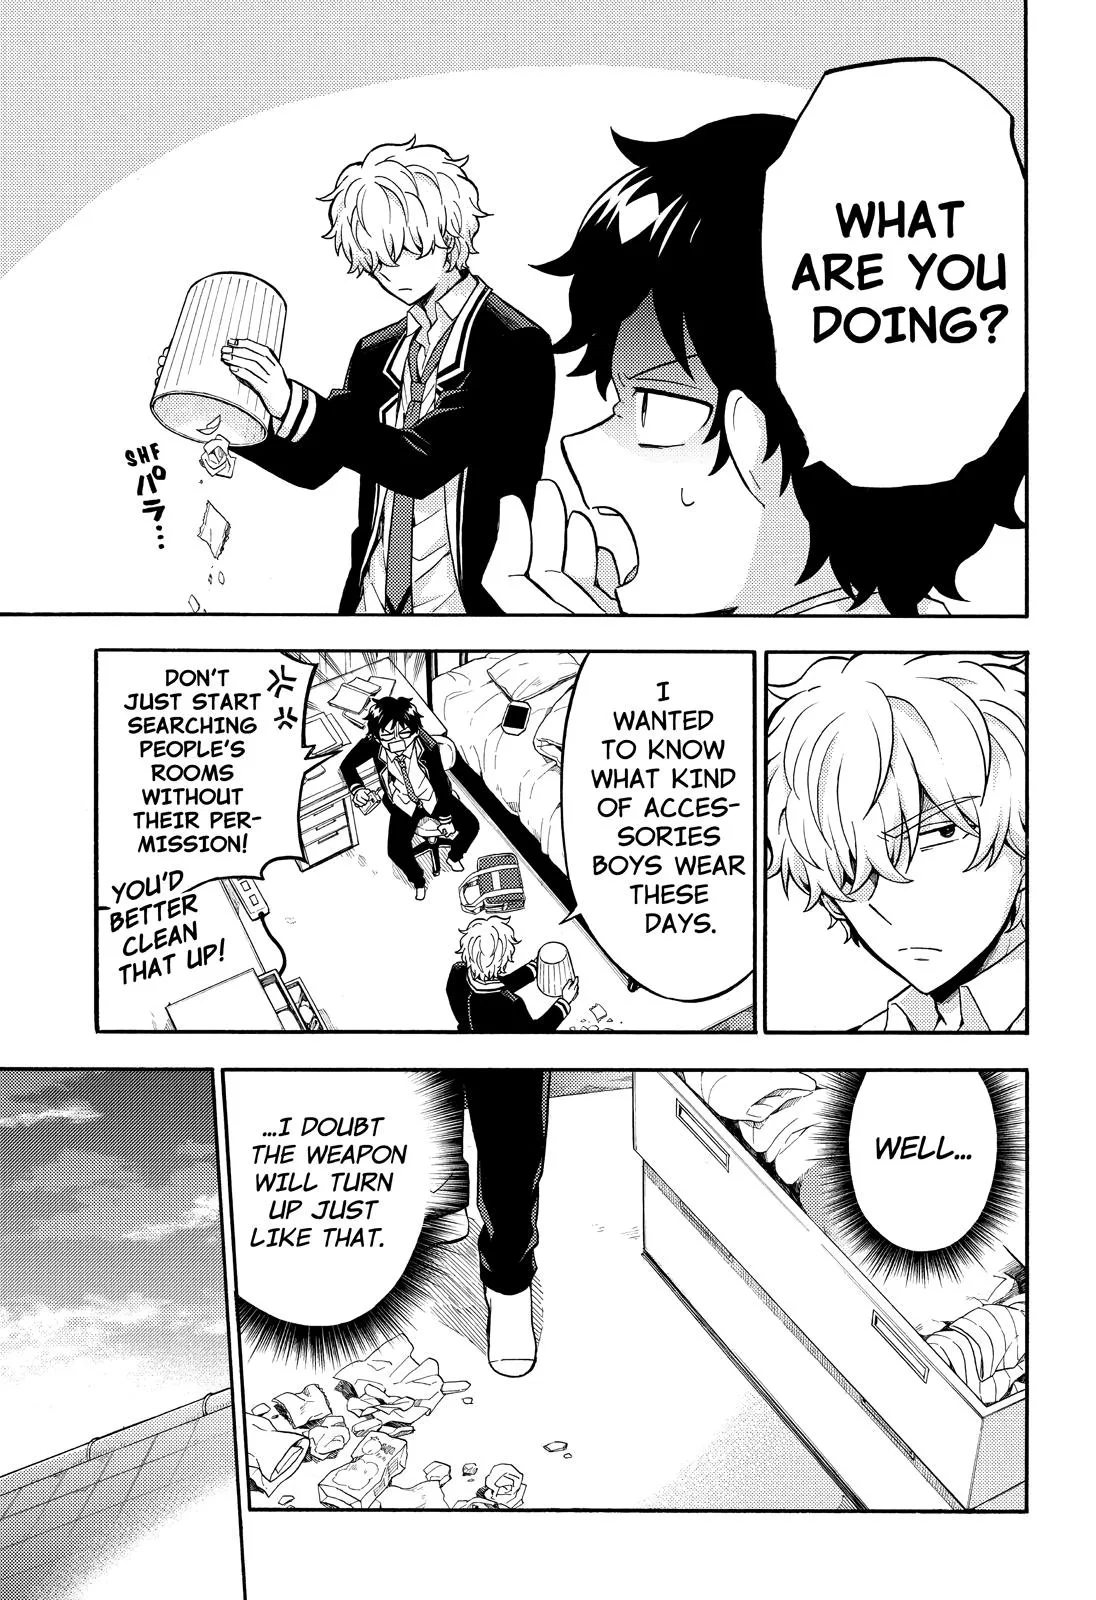 WHAT
ARE YOU
DOING?
SHF
パラ...
I
WANTED
TO KNOW
WHAT KIND
OF ACCES-
SORIES
BOYS WEAR
THESE
DAYS.
DON'T
JUST START
SEARCHING
PEOPLE'S
ROOMS
WITHOUT
THEIR PER-
MISSION!
YOU'D
BETTER
CLEAN
THAT UP!
WELL...
...I DOUBT
THE WEAPON
WILL TURN
UP JUST
LIKE THAT.